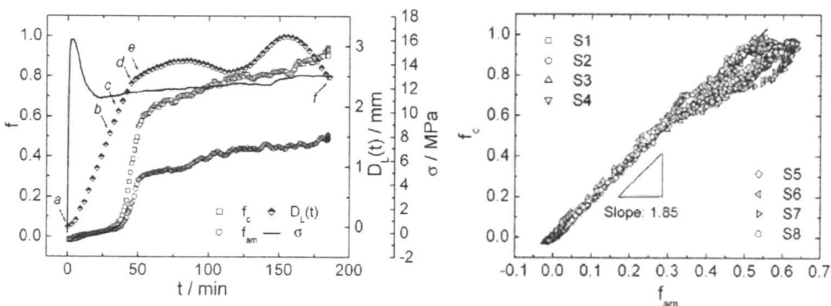 1.0
0.8
0.6
0.4
0.2
0.0
f
0 50 100 150 200
t / min
a
b
c
d
e
f
f_c D_L(t)
f_am σ
3
2
1
0
D_L(t) / mm
18
16
14
12
10
8
6
4
2
0
-2
σ / MPa
1.0
0.8
0.6
0.4
0.2
0.0
f_c
-0.1 0.0 0.1 0.2 0.3 0.4 0.5 0.6 0.7
f_am
S1
S2
S3
S4
Slope: 1.85
S5
S6
S7
S8